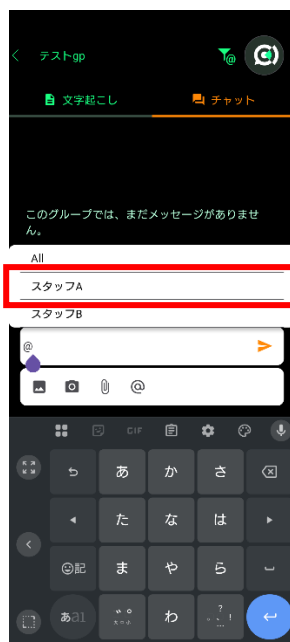 テストgp
@
文字起こし
チャット
このグループでは、まだメッセージがありませ
ん。
All
スタッフA
スタッフB
@
@
GIF
あ
か
さ
た
な
は
記
ま
や
ら
あa1
わ